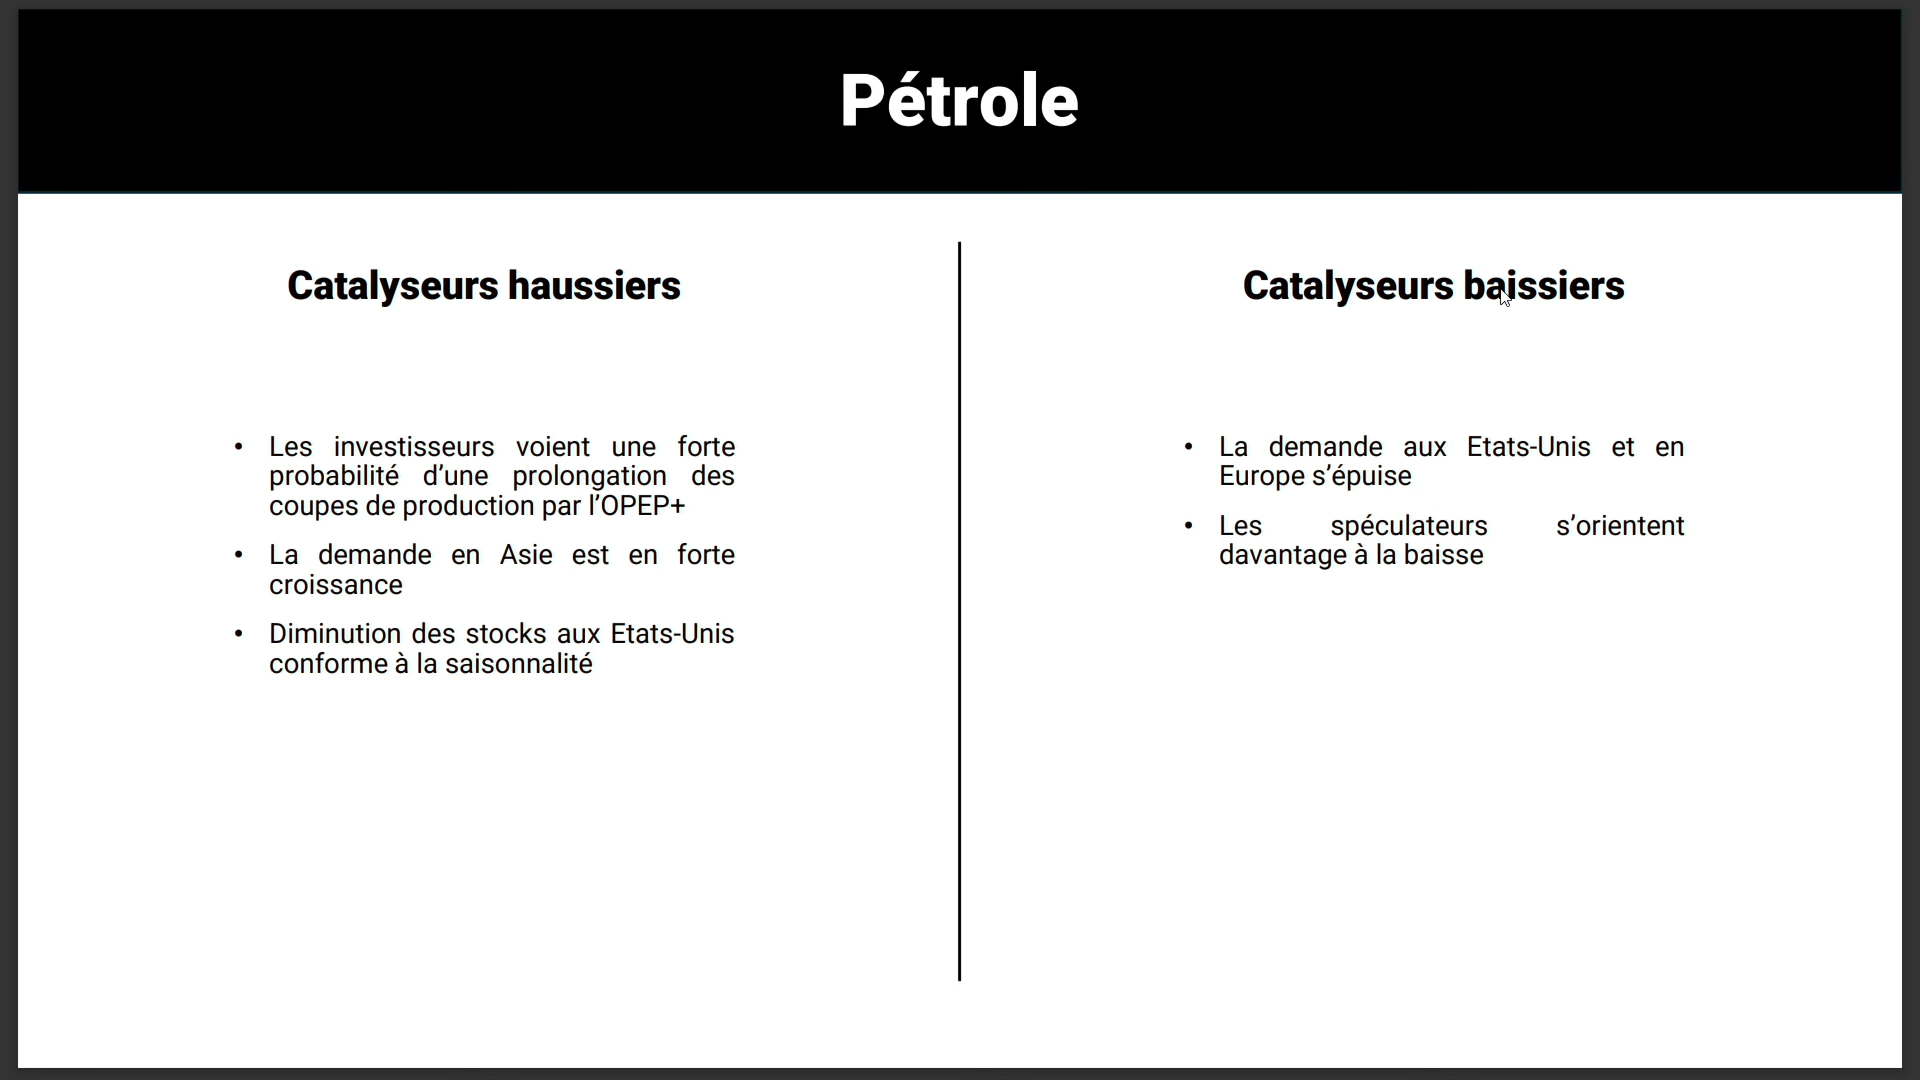 Pétrole
Catalyseurs haussiers
• Les investisseurs voient une forte
probabilité d’une prolongation des
coupes de production par l’OPEP+
• La demande en Asie est en forte
croissance
• Diminution des stocks aux Etats-Unis
conforme à la saisonnalité
Catalyseurs baissiers
• La demande aux Etats-Unis et en
Europe s’épuise
• Les spéculateurs s’orientent
davantage à la baisse